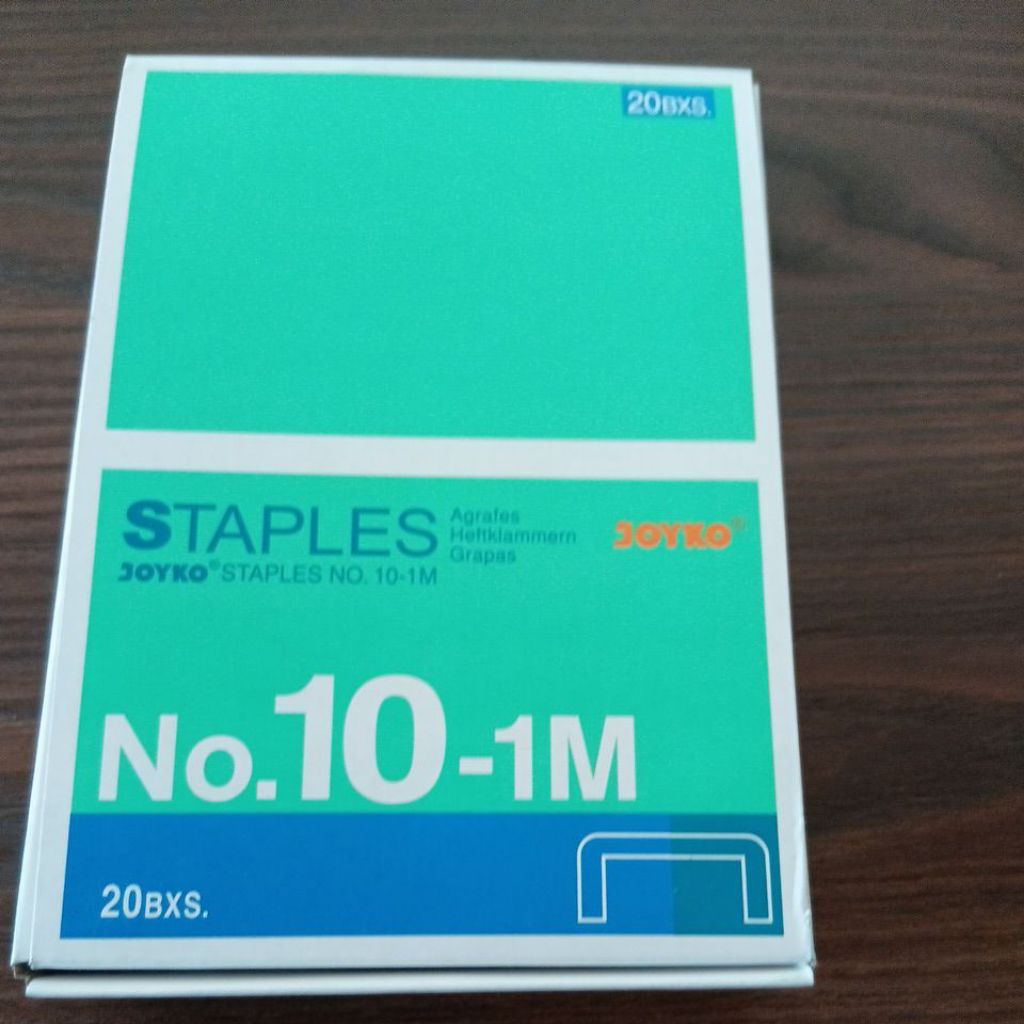 20BXS.
STAPLES
Agrafes
Heftklammern
Grapas
JOYKO®
JOYKO® STAPLES NO. 10-1M
No.10-1M
20BXS.